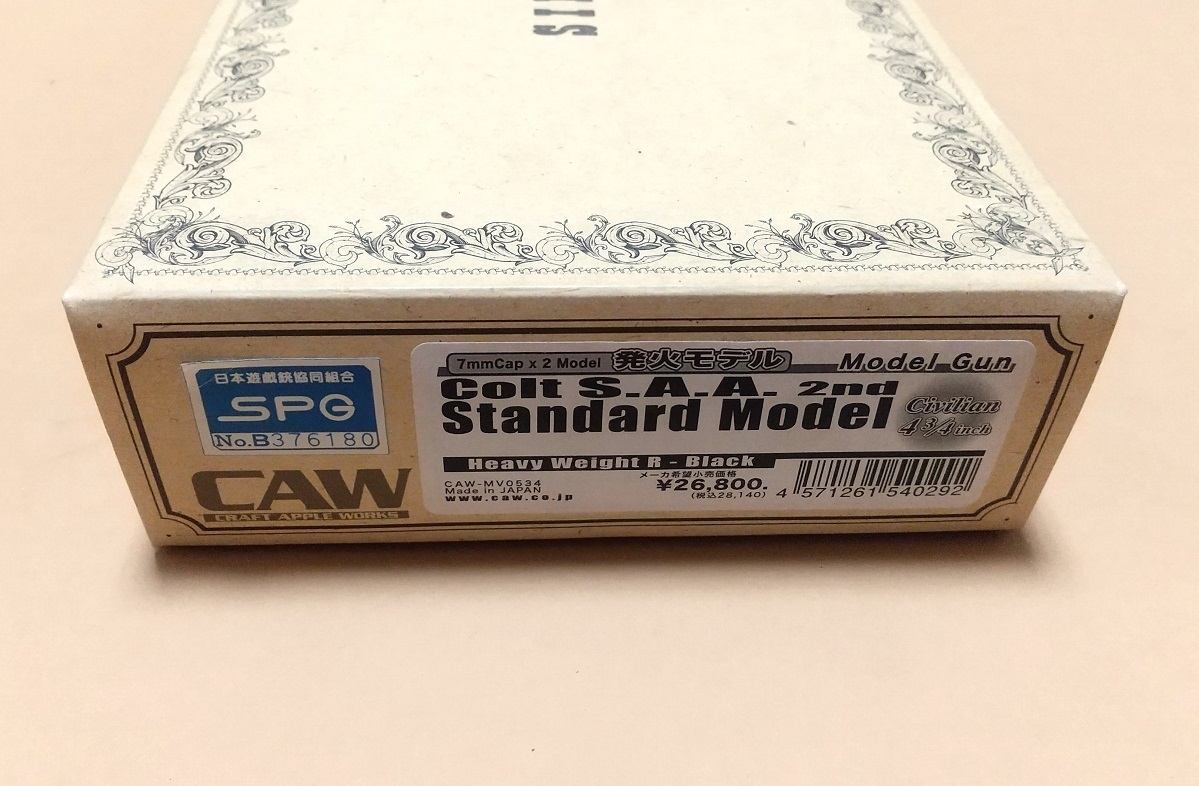 日本遊戯銃協同組合
SPG
No.B376180
CAW
CRAFT APPLE WORKS
7mmCap x 2 Model 発火モデル Model Gun
Colt S.A.A. 2nd
Standard Model
Civilian
4 3/4 inch
Heavy Weight R - Black
CAW-MV0534
Made in JAPAN
www.caw.co.jp
メーカ希望小売価格
¥26,800.
(税込28,140)
4 571261 540292